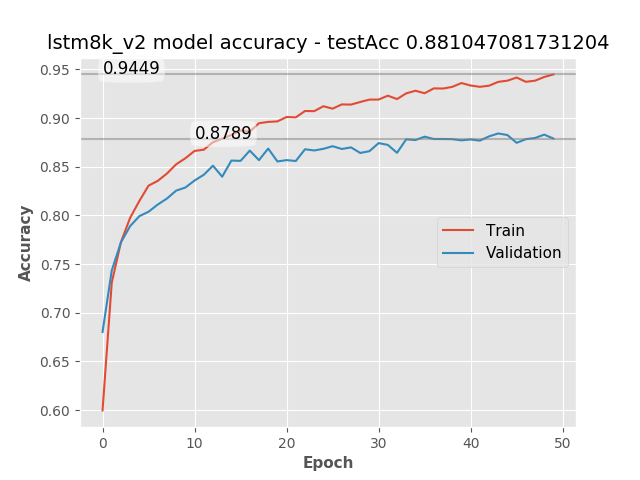 lstm8k_v2 model accuracy - testAcc 0.881047081731204
0.95
0.9449
0.90
0.8789
0.85
0.80
0.75
0.70
0.65
0.60
Train
Validation
Accuracy
0 10 20 30 40 50
Epoch